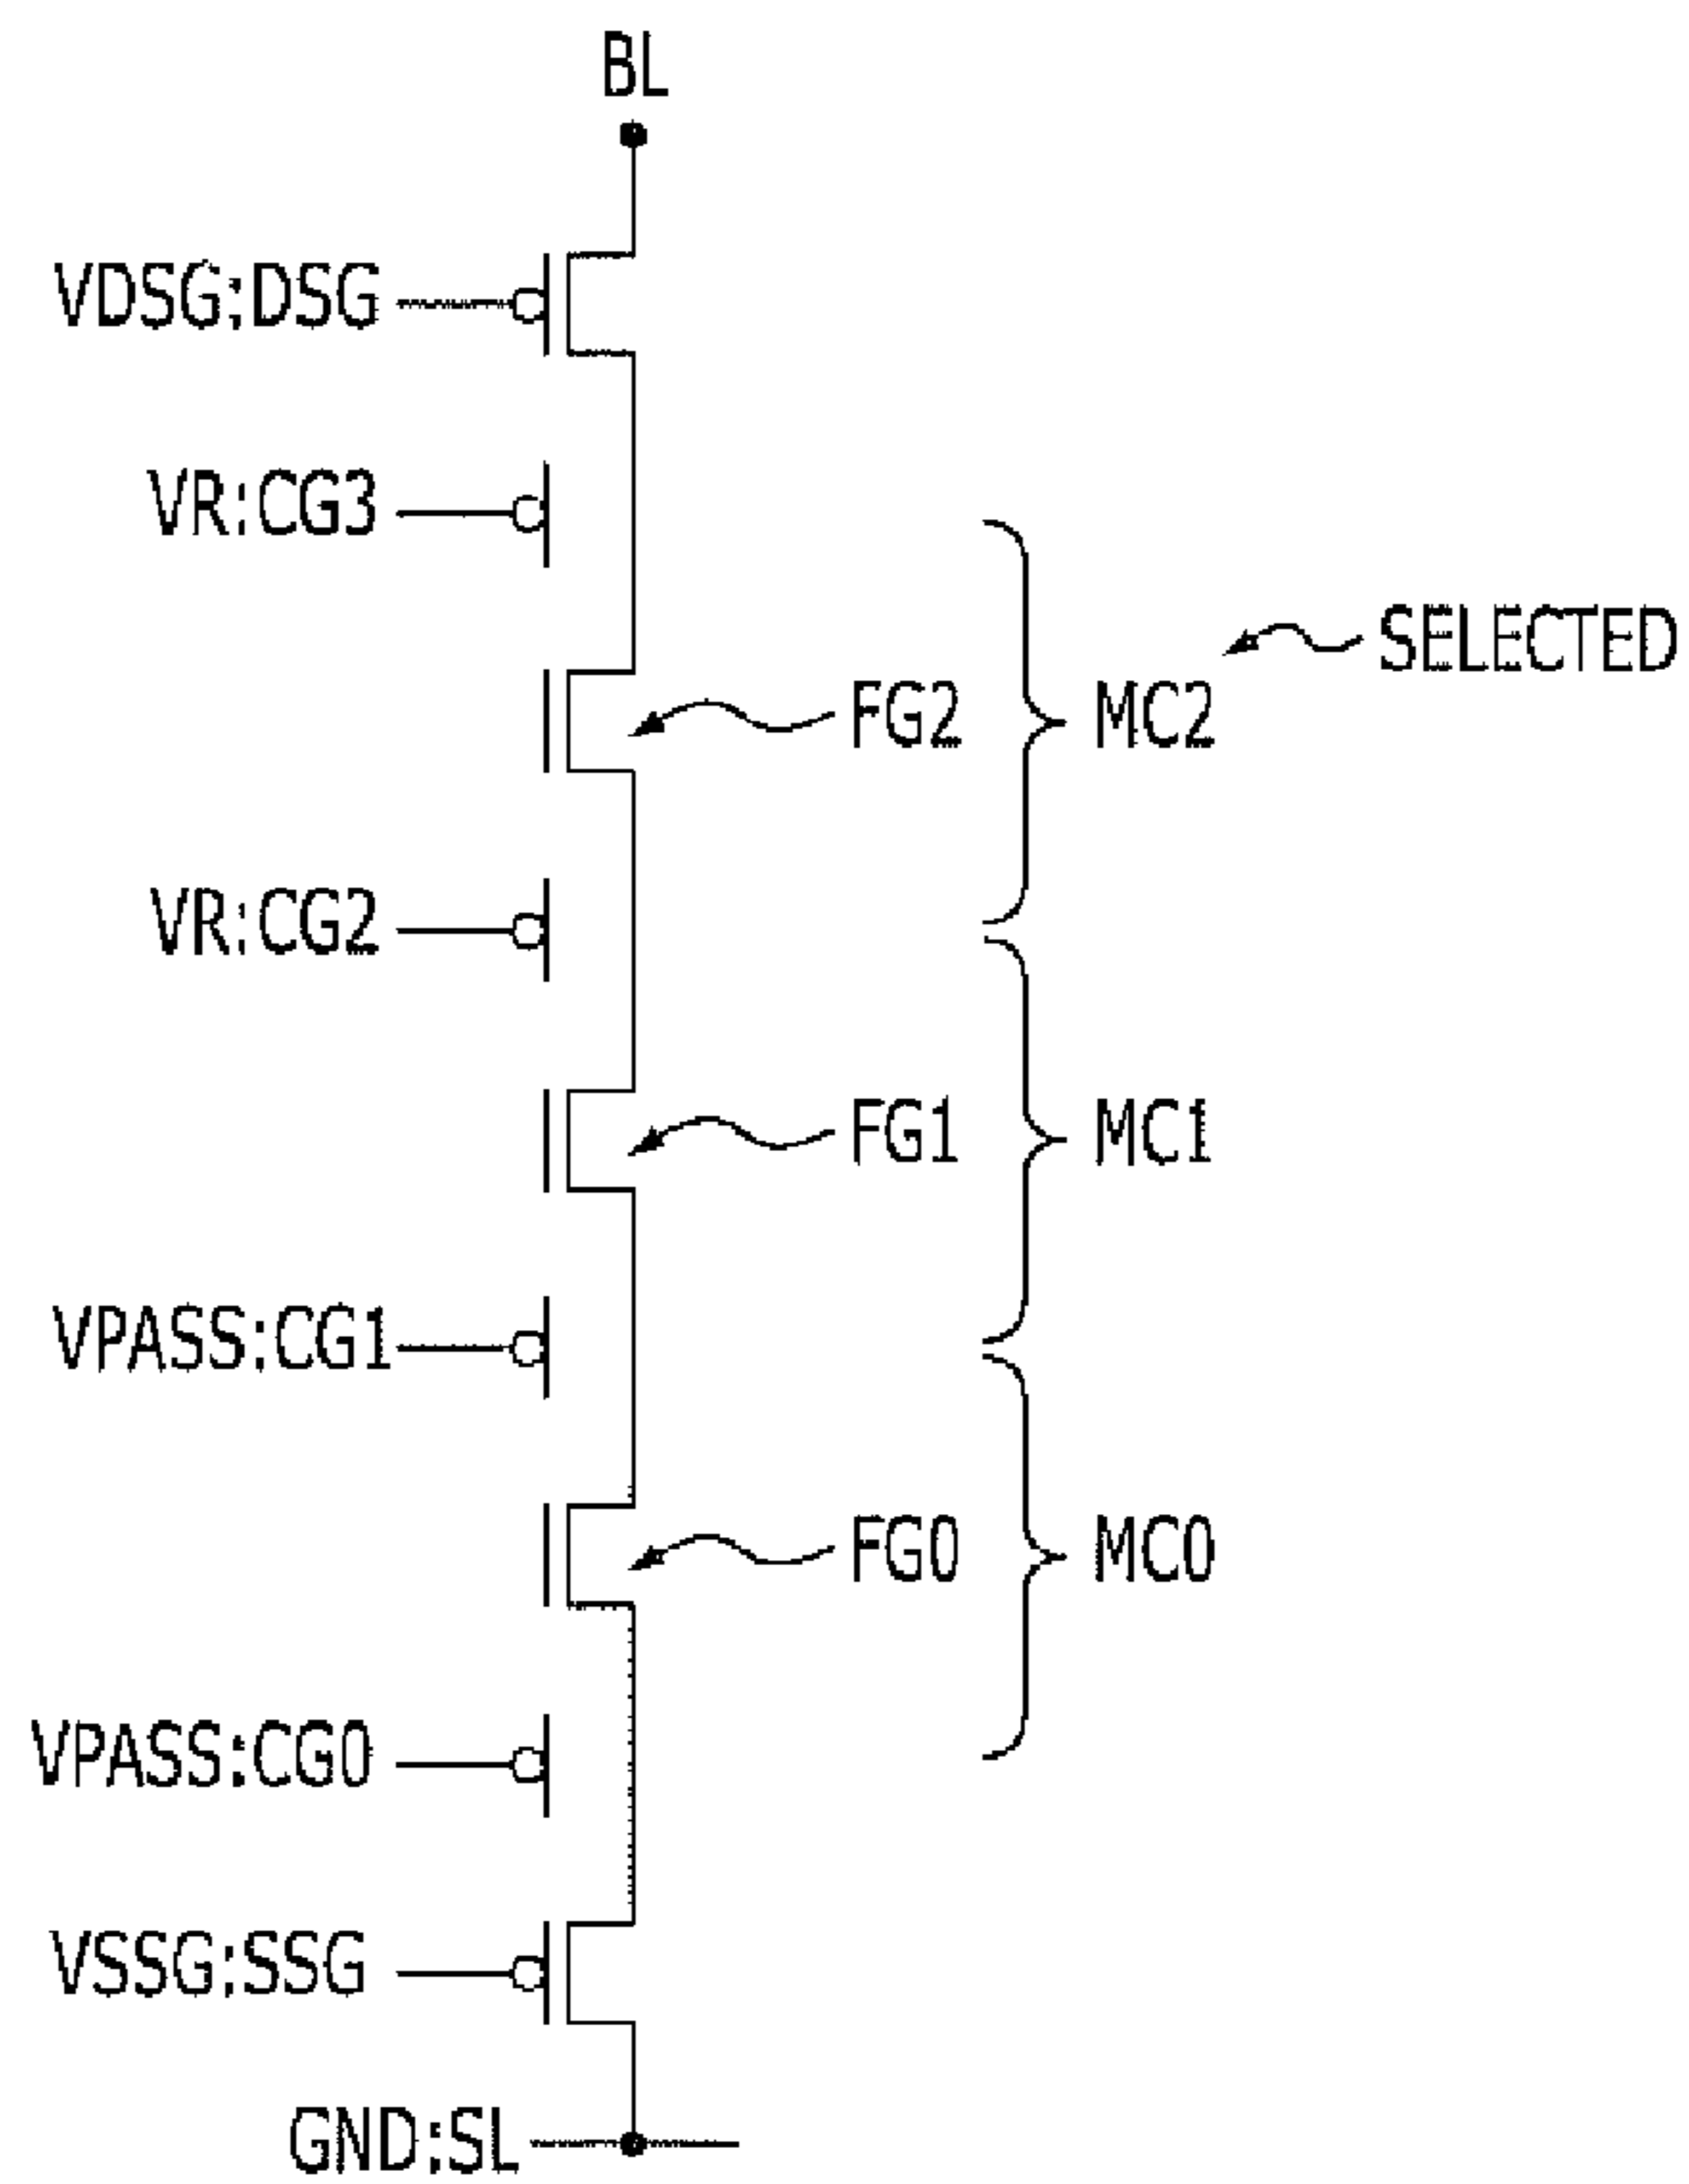 BL
VDSG;DSG
VR:CG3
SELECTED
FG2
MC2
VR:CG2
FG1
MC1
VPASS:CG1
FG0
MC0
VPASS:CG0
VSSG;SSG
GND;SL